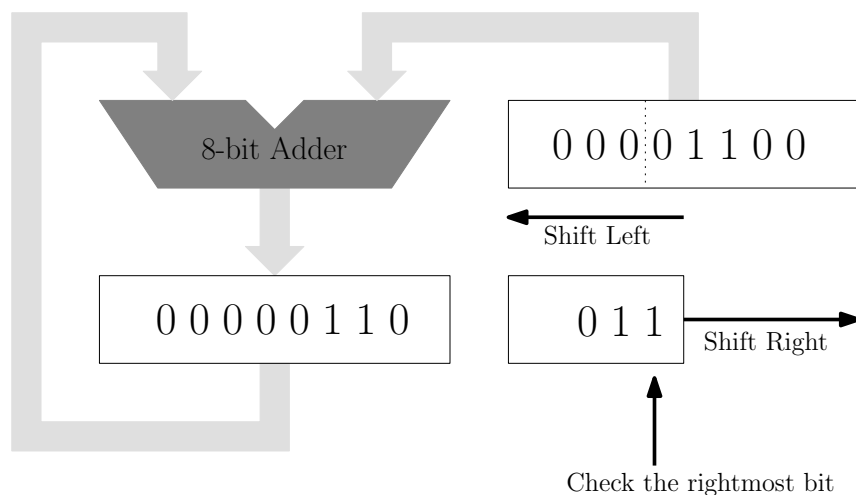 8-bit Adder
0 0 0 0 1 1 0 0
Shift Left
0 0 0 0 0 1 1 0
0 1 1
Shift Right
Check the rightmost bit